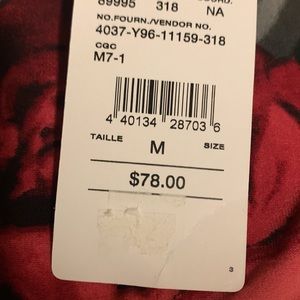 89995 318 NA
NO.FOURN./VENDOR NO.
4037-Y96-11159-318
CGC
M7-1
4 40134 28703 6
TAILLE M SIZE
$78.00
3